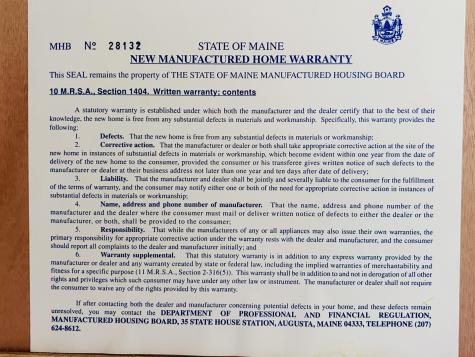 MHB Nº 28132 STATE OF MAINE
NEW MANUFACTURED HOME WARRANTY
This SEAL remains the property of THE STATE OF MAINE MANUFACTURED HOUSING BOARD
10 M.R.S.A., Section 1404. Written warranty; contents
A statutory warranty is established under which both the manufacturer and the dealer certify that to the best of their
knowledge, the new home is free from any substantial defects in materials and workmanship. Specifically, this warranty provides the
following:
1. Defects. That the new home is free from any substantial defects in materials or workmanship;
2. Corrective action. That the manufacturer or dealer or both shall take appropriate corrective action at the site of the
new home in instances of substantial defects in materials or workmanship, which become evident within one year from the date of
delivery of the new home to the consumer, provided the consumer or his transferee gives written notice of such defects to the
manufacturer or dealer at their business address not later than one year and ten days after date of delivery;
3. Liability. That the manufacturer and dealer shall be jointly and severally liable to the consumer for the fulfillment
of the terms of warranty, and the consumer may notify either one or both of the need for appropriate corrective action in instances of
substantial defects in materials or workmanship;
4. Name, address and phone number of manufacturer. That the name, address and phone number of the
manufacturer and the dealer where the consumer must mail or deliver written notice of defects to either the dealer or the
manufacturer, or both, shall be provided to the consumer;
5. Responsibility. That while the manufacturers of any or all appliances may also issue their own warranties, the
primary responsibility for appropriate corrective action under the warranty rests with the dealer and manufacturer, and the consumer
should report all complaints to the dealer and manufacturer initially; and
6. Warranty supplemental. That this statutory warranty is in addition to any express warranty provided by the
manufacturer or dealer and any warranty created by state or federal law, including the implied warranties of merchantability and
fitness for a specific purpose (11 M.R.S.A., Section 2-316(5)). This warranty shall be in addition to and not in derogation of all other
rights and privileges which such consumer may have under any other law or instrument. The manufacturer or dealer shall not require
the consumer to waive any of the rights provided by this warranty.
If after contacting both the dealer and manufacturer concerning potential defects in your home, and these defects remain
unresolved, you may contact the DEPARTMENT OF PROFESSIONAL AND FINANCIAL REGULATION,
MANUFACTURED HOUSING BOARD, 35 STATE HOUSE STATION, AUGUSTA, MAINE 04333, TELEPHONE (207)
624-8612.